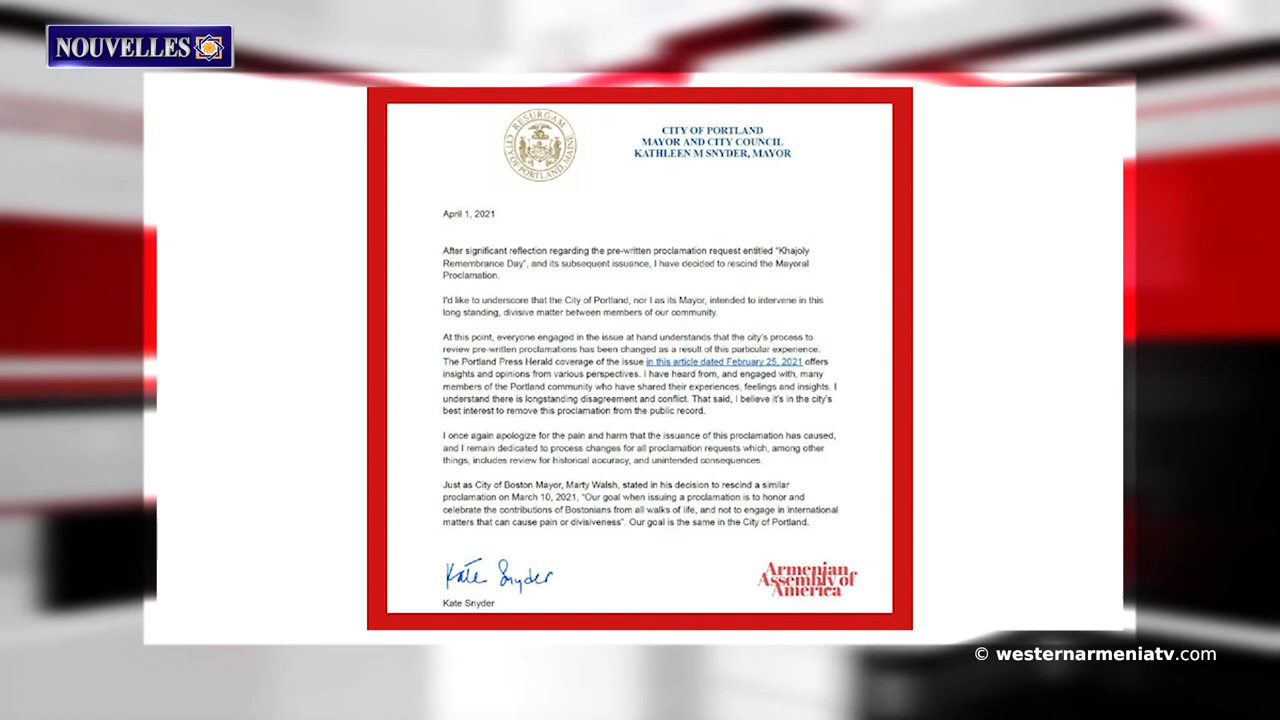 NOUVELLES
RESURGAM
CITY OF PORTLAND, MAINE
CITY OF PORTLAND
MAYOR AND CITY COUNCIL
KATHLEEN M SNYDER, MAYOR
April 1, 2021
After significant reflection regarding the pre-written proclamation request entitled “Khajoly
Remembrance Day”, and its subsequent issuance, I have decided to rescind the Mayoral
Proclamation.
I'd like to underscore that the City of Portland, nor I as its Mayor, intended to intervene in this
long standing, divisive matter between members of our community.
At this point, everyone engaged in the issue at hand understands that the city's process to
review pre-written proclamations has been changed as a result of this particular experience.
The Portland Press Herald coverage of the issue in this article dated February 25, 2021 offers
insights and opinions from various perspectives. I have heard from, and engaged with, many
members of the Portland community who have shared their experiences, feelings and insights. I
understand there is longstanding disagreement and conflict. That said, I believe it's in the city's
best interest to remove this proclamation from the public record.
I once again apologize for the pain and harm that the issuance of this proclamation has caused,
and I remain dedicated to process changes for all proclamation requests which, among other
things, includes review for historical accuracy, and unintended consequences.
Just as City of Boston Mayor, Marty Walsh, stated in his decision to rescind a similar
proclamation on March 10, 2021, “Our goal when issuing a proclamation is to honor and
celebrate the contributions of Bostonians from all walks of life, and not to engage in international
matters that can cause pain or divisiveness”. Our goal is the same in the City of Portland.
Kate Snyder
Kate Snyder
Armenian
Assembly of
America
© westernarmeniatv.com